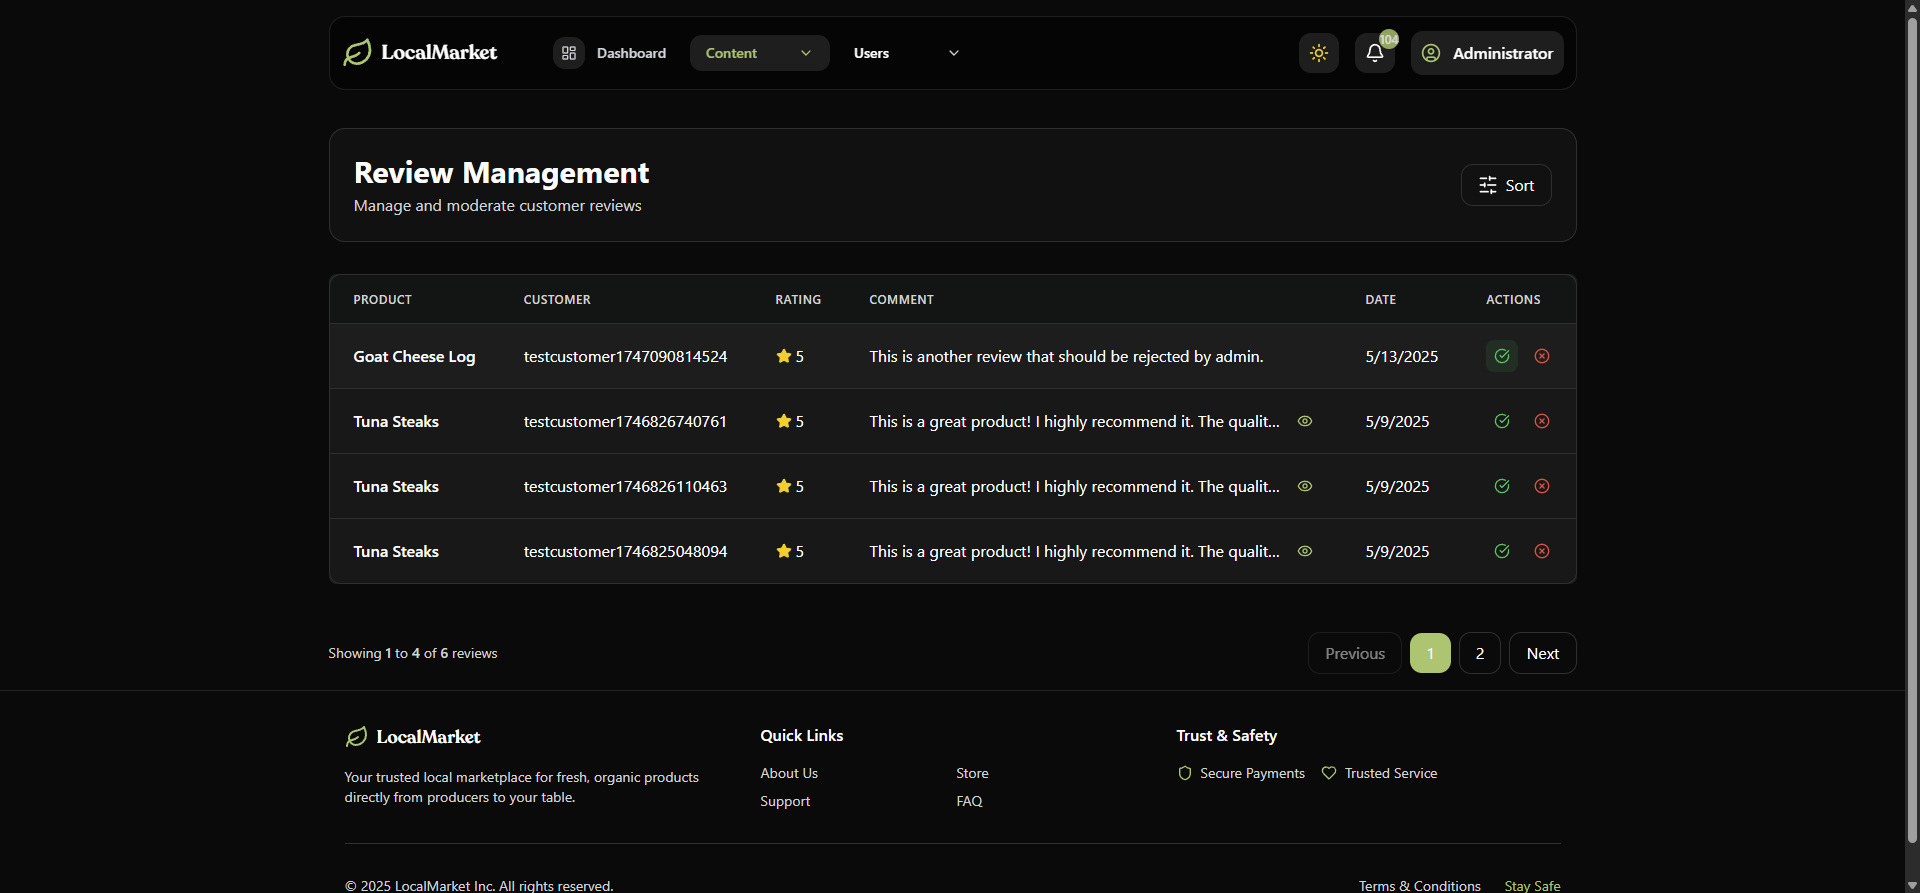 LocalMarket Dashboard Content Users 104 Administrator
Review Management
Manage and moderate customer reviews
Sort
PRODUCT CUSTOMER RATING COMMENT DATE ACTIONS
Goat Cheese Log testcustomer1747090814524 5 This is another review that should be rejected by admin. 5/13/2025
Tuna Steaks testcustomer1746826740761 5 This is a great product! I highly recommend it. The qualit... 5/9/2025
Tuna Steaks testcustomer1746826110463 5 This is a great product! I highly recommend it. The qualit... 5/9/2025
Tuna Steaks testcustomer1746825048094 5 This is a great product! I highly recommend it. The qualit... 5/9/2025
Showing 1 to 4 of 6 reviews
Previous 1 2 Next
LocalMarket
Your trusted local marketplace for fresh, organic products
directly from producers to your table.
Quick Links
About Us Store
Support FAQ
Trust & Safety
Secure Payments Trusted Service
© 2025 LocalMarket Inc. All rights reserved.
Terms & Conditions Stay Safe